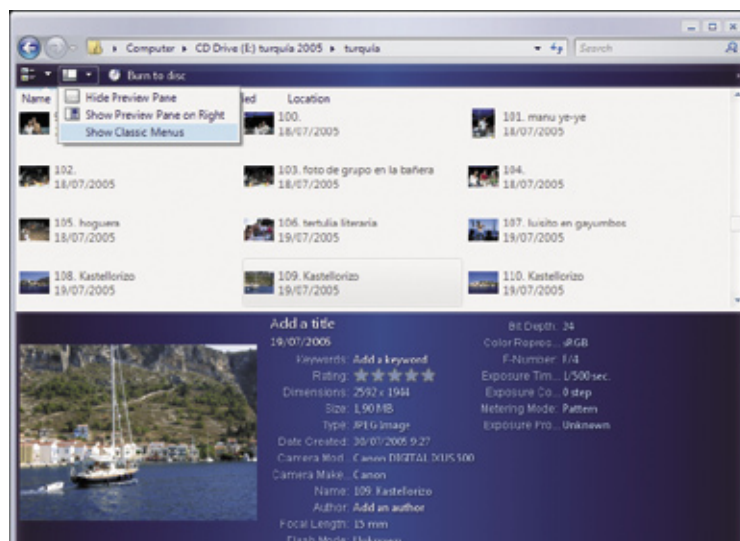 Computer ▸ CD Drive (E:) turquía 2005 ▸ turquía
Search
Burn to disc
Name
Location
Hide Preview Pane
Show Preview Pane on Right
Show Classic Menus
100.
18/07/2005
101. manu ye-ye
18/07/2005
102.
18/07/2005
103. foto de grupo en la bañera
18/07/2005
104.
18/07/2005
105. hoguera
18/07/2005
106. tertulia literaria
19/07/2005
107. luisito en gayumbos
19/07/2005
108. Kastellorizo
19/07/2005
109. Kastellorizo
19/07/2005
110. Kastellorizo
19/07/2005
Add a title
19/07/2005
Keywords: Add a keyword
Rating:
Dimensions: 2592 x 1944
Size: 1,90 MB
Type: JPEG Image
Date Created: 30/07/2005 9:27
Camera Mod... Canon DIGITAL IXUS 500
Camera Make... Canon
Name: 109. Kastellorizo
Author: Add an author
Focal Length: 15 mm
Flash Mode: Unknown
Bit Depth: 24
Color Repres... sRGB
F-Number: F/4
Exposure Tim... 1/500 sec.
Exposure Co... 0 step
Metering Mode: Pattern
Exposure Pro... Unknown